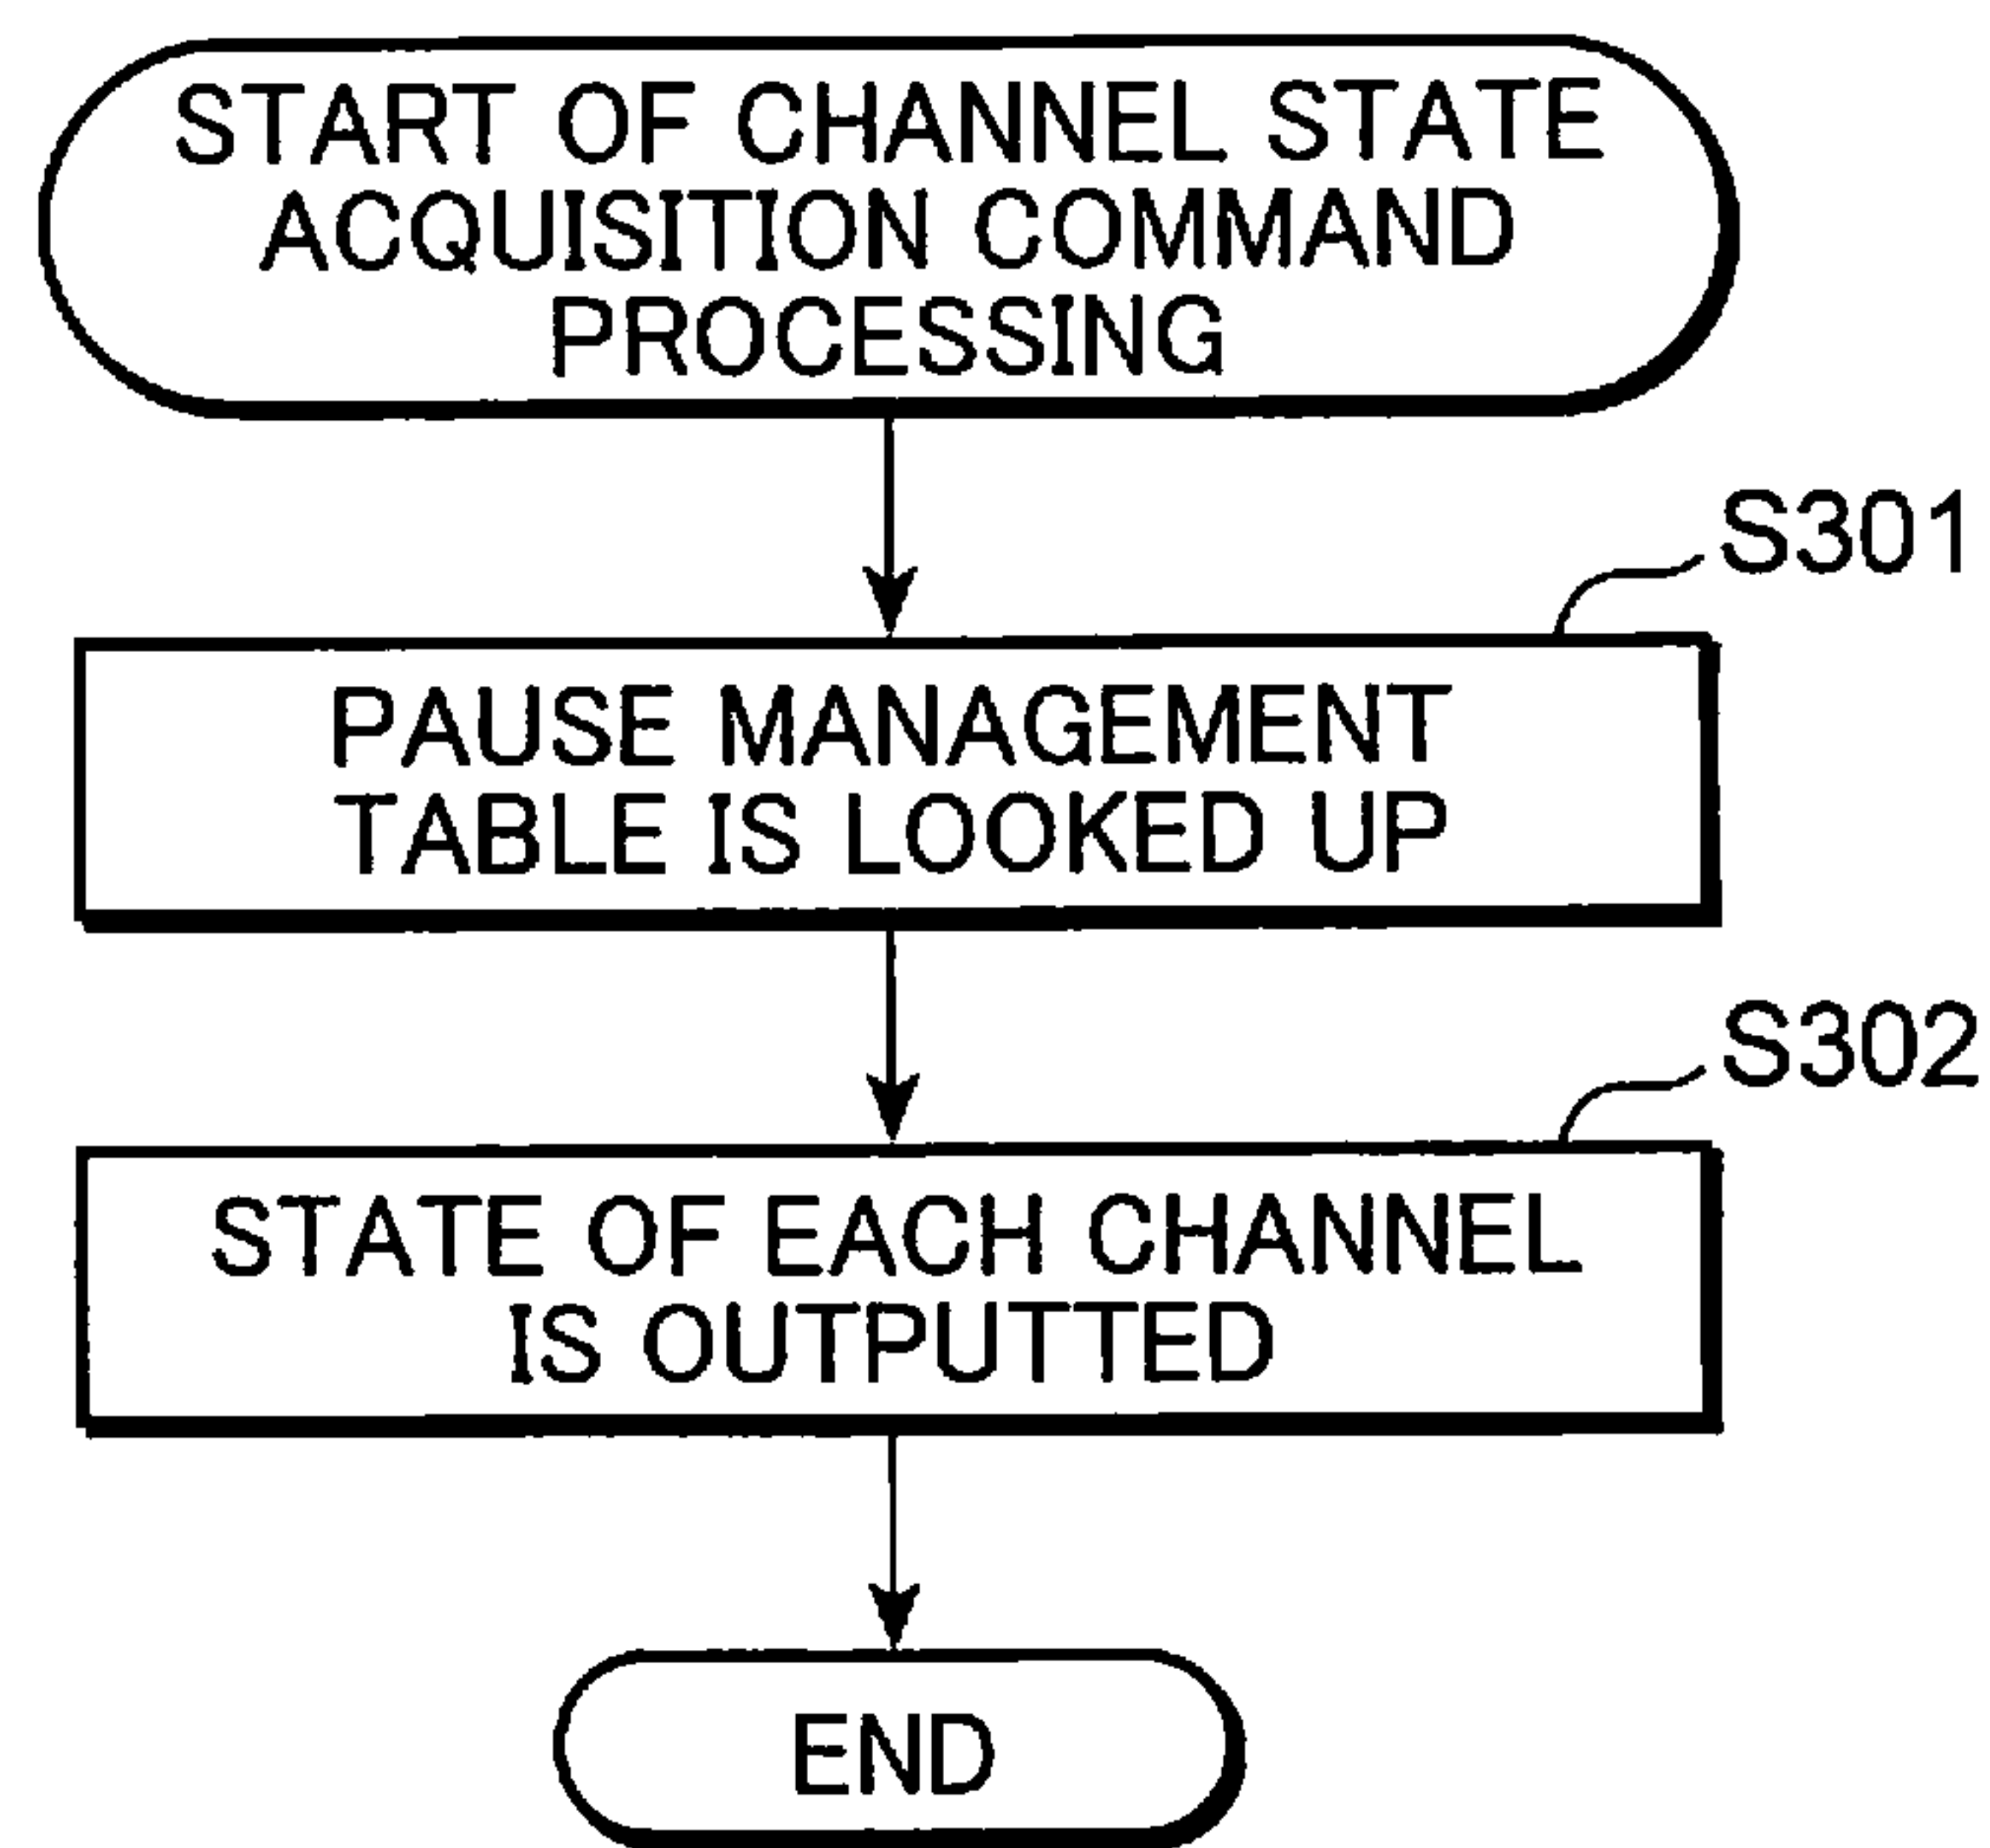 START OF CHANNEL STATE
ACQUISITION COMMAND
PROCESSING
S301
PAUSE MANAGEMENT
TABLE IS LOOKED UP
S302
STATE OF EACH CHANNEL
IS OUTPUTTED
END